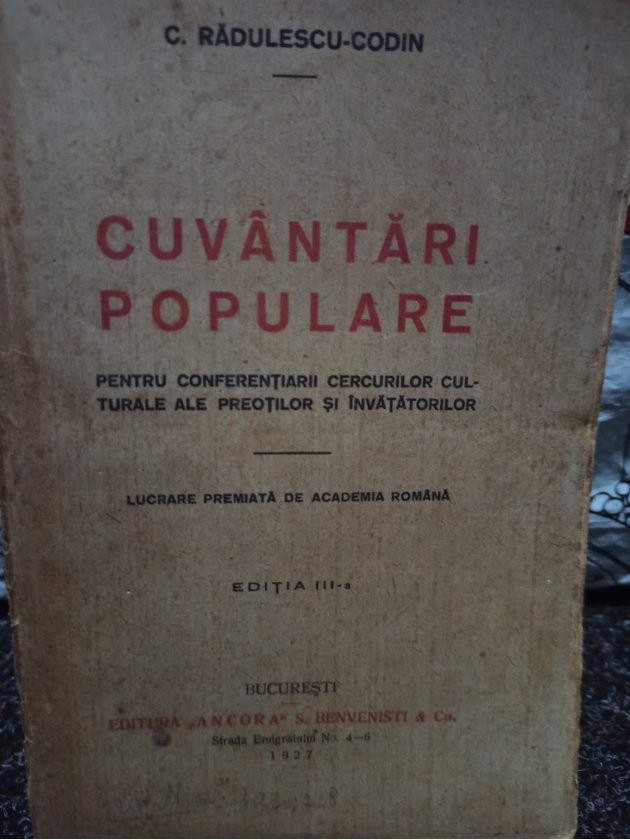 C. RĂDULESCU-CODIN
CUVÂNTĂRI
POPULARE
PENTRU CONFERENȚIARII CERCURILOR CUL-
TURALE ALE PREOȚILOR ȘI ÎNVĂȚĂTORILOR
LUCRARE PREMIATĂ DE ACADEMIA ROMÂNĂ
EDIȚIA III-a
BUCUREȘTI
EDITURA „ANCORA" S. BENVENISTI & Co.
Strada Emigratului No. 4—6
1927